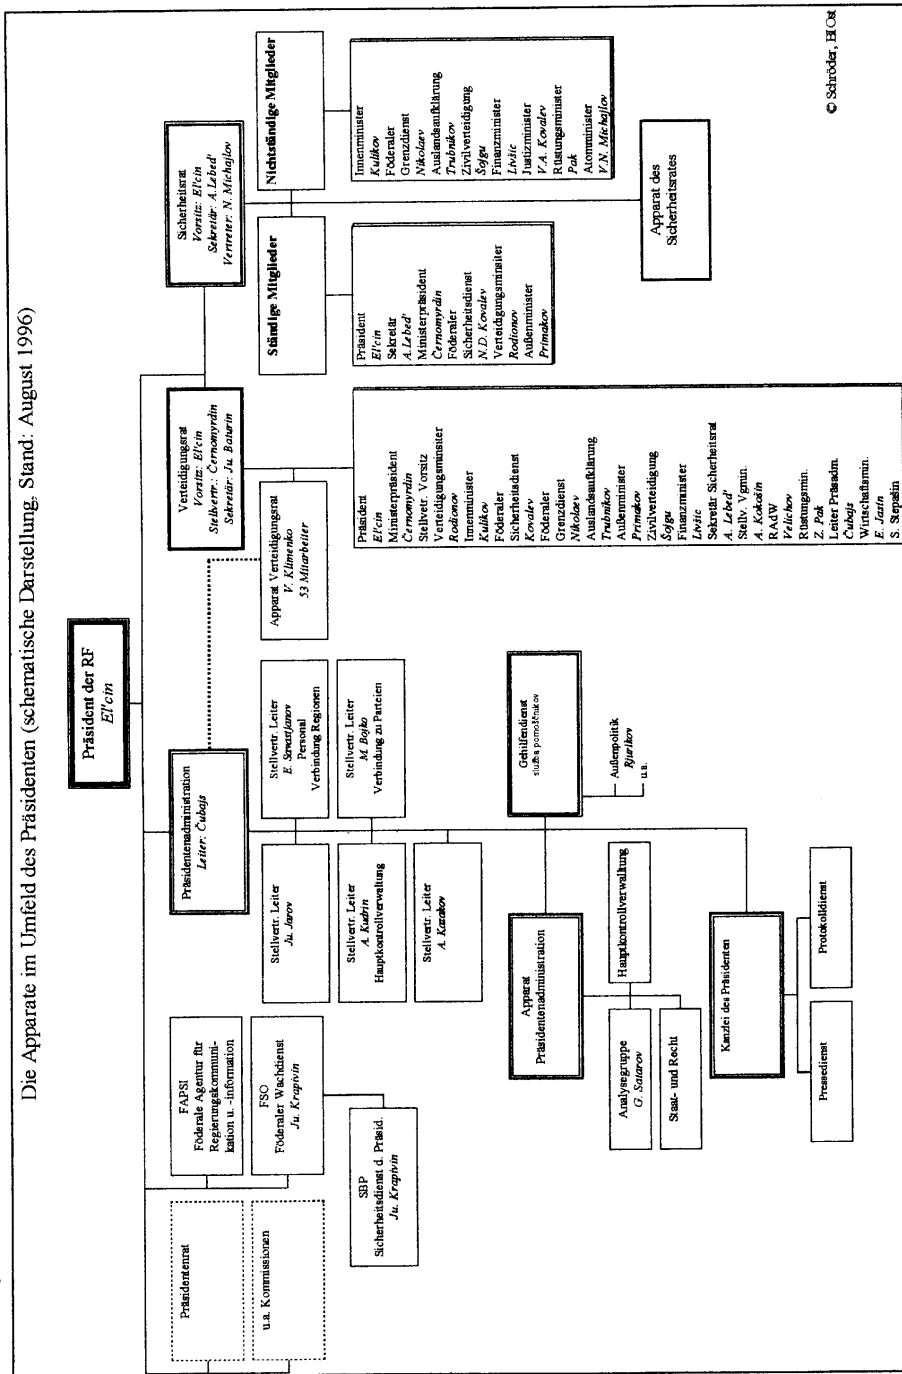 Die Apparate im Umfeld des Präsidenten (schematische Darstellung, Stand: August 1996)
Präsident der RF
El'cin
Präsidentenrat
u.a. Kommissionen
FAPSI
Föderale Agentur für
Regierungskommuni-
kation u. -information
FSO
Föderaler Wachdienst
Ju. Krapivin
SBP
Sicherheitsdienst d. Präsid.
Ju. Krapivin
Präsidentenadministration
Leiter: Čubajs
Stellvertr. Leiter
Ju. Jarov
Stellvertr. Leiter
Personal
Verbindung Regionen
Stellvertr. Leiter
A. Kudrin
Hauptkontrollverwaltung
Stellvertr. Leiter
M. Bojko
Verbindung zu Parteien
Stellvertr. Leiter
A. Kazakov
Apparat
Präsidentenadministration
Analysegruppe
G. Satarov
Staat- und Recht
Hauptkontrollverwaltung
Gehilfendienst
služba pomoščnikov
Außenpolitik
Rjurikov
u.a.
Kanzlei des Präsidenten
Pressedienst
Protokolldienst
Verteidigungsrat
Vorsitz: El'cin
Stellvertr.: Černomyrdin
Sekretär: Ju. Baturin
Apparat Verteidigungsrat
V. Klimenko
53 Mitarbeiter
Präsident
El'cin
Ministerpräsident
Černomyrdin
Stellvetr. Vorsitz
Verteidigungsminsiter
Rodionov
Innenminister
Kulikov
Föderaler
Sicherheitsdienst
Kovalev
Föderaler
Grenzdienst
Nikolaev
Auslandsaufklärung
Trubnikov
Außenminister
Primakov
Zivilverteidigung
Šojgu
Finanzminister
Livšic
Sekretär Sicherheitsrat
A. Lebed'
Stellv. Vgmin.
A. Kokošin
RAdW
Velichov
Rüstungsmin.
Z. Pak
Leiter Präsadm.
Čubajs
Wirtschaftsmin.
E. Jasin
S. Stepašin
Sicherheitsrat
Vorsitz: El'cin
Sekretär: A. Lebed'
Vertreter: N. Michajlov
Ständige Mitglieder
Präsident
El'cin
Sekretär
A.Lebed'
Ministerpräsident
Černomyrdin
Föderaler
Sicherheitsdienst
N.D. Kovalev
Verteidigungsminsiter
Rodionov
Außenminister
Primakov
Nichtständige Mitglieder
Innenminister
Kulikov
Föderaler
Grenzdienst
Nikolaev
Auslandsaufklärung
Trubnikov
Zivilverteidigung
Šojgu
Finanzminister
Livšic
Justizminister
V.A. Kovalev
Rüstungsminister
Pak
Atomminister
V.N. Michajlov
Apparat des
Sicherheitsrates
© Schröder, BIOst